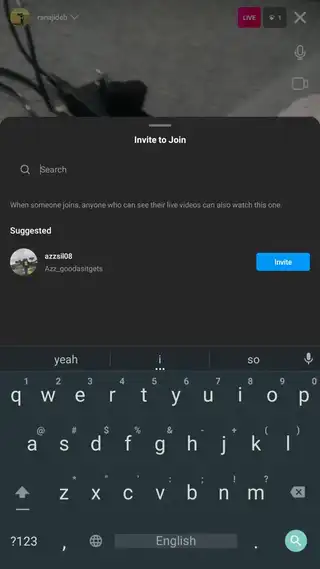 ranajideb
LIVE
1
Invite to Join
Search
When someone joins, anyone who can see their live videos can also watch this one.
Suggested
azzsil08
Azz_goodasitgets
Invite
yeah i so
1 2 3 4 5 6 7 8 9 0
q w e r t y u i o p
@ # $ % & - + ( )
a s d f g h j k l
* " ' : ; ! ?
z x c v b n m
?123 , English .